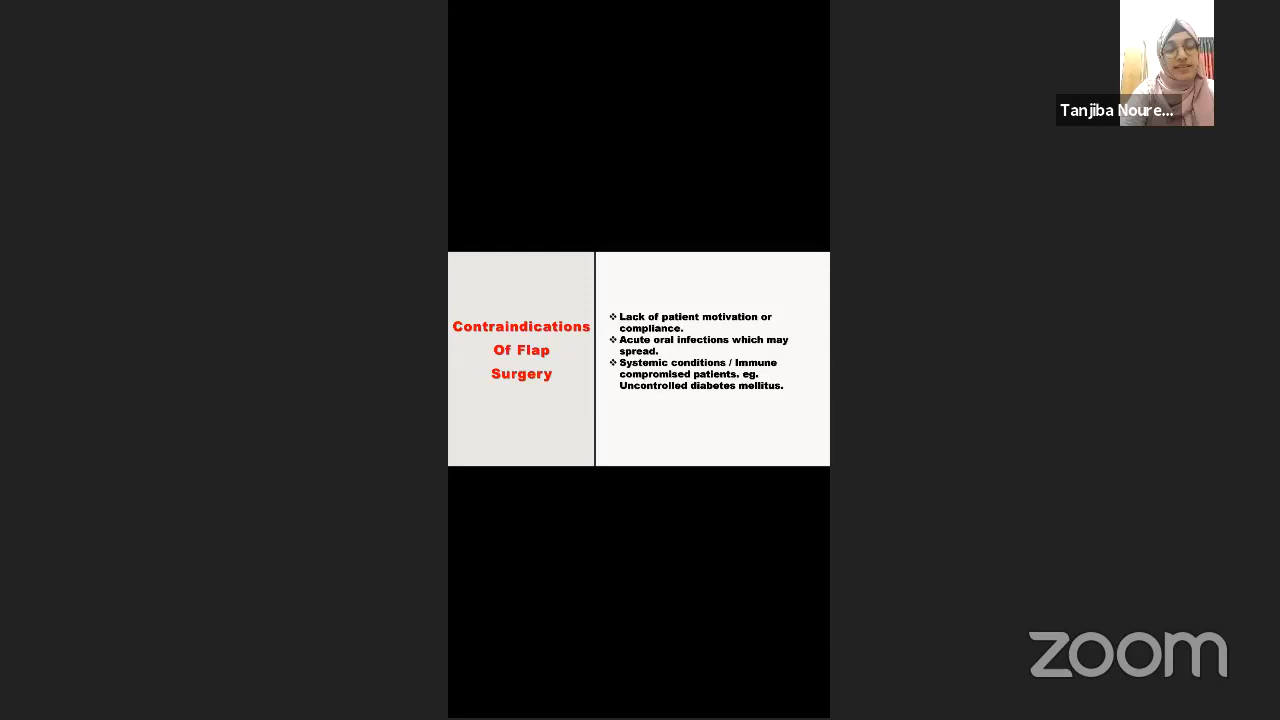 Tanjiba Noure...
Contraindications
Of Flap
Surgery
❖ Lack of patient motivation or
compliance.
❖ Acute oral infections which may
spread.
❖ Systemic conditions / Immune
compromised patients. eg.
Uncontrolled diabetes mellitus.
zoom